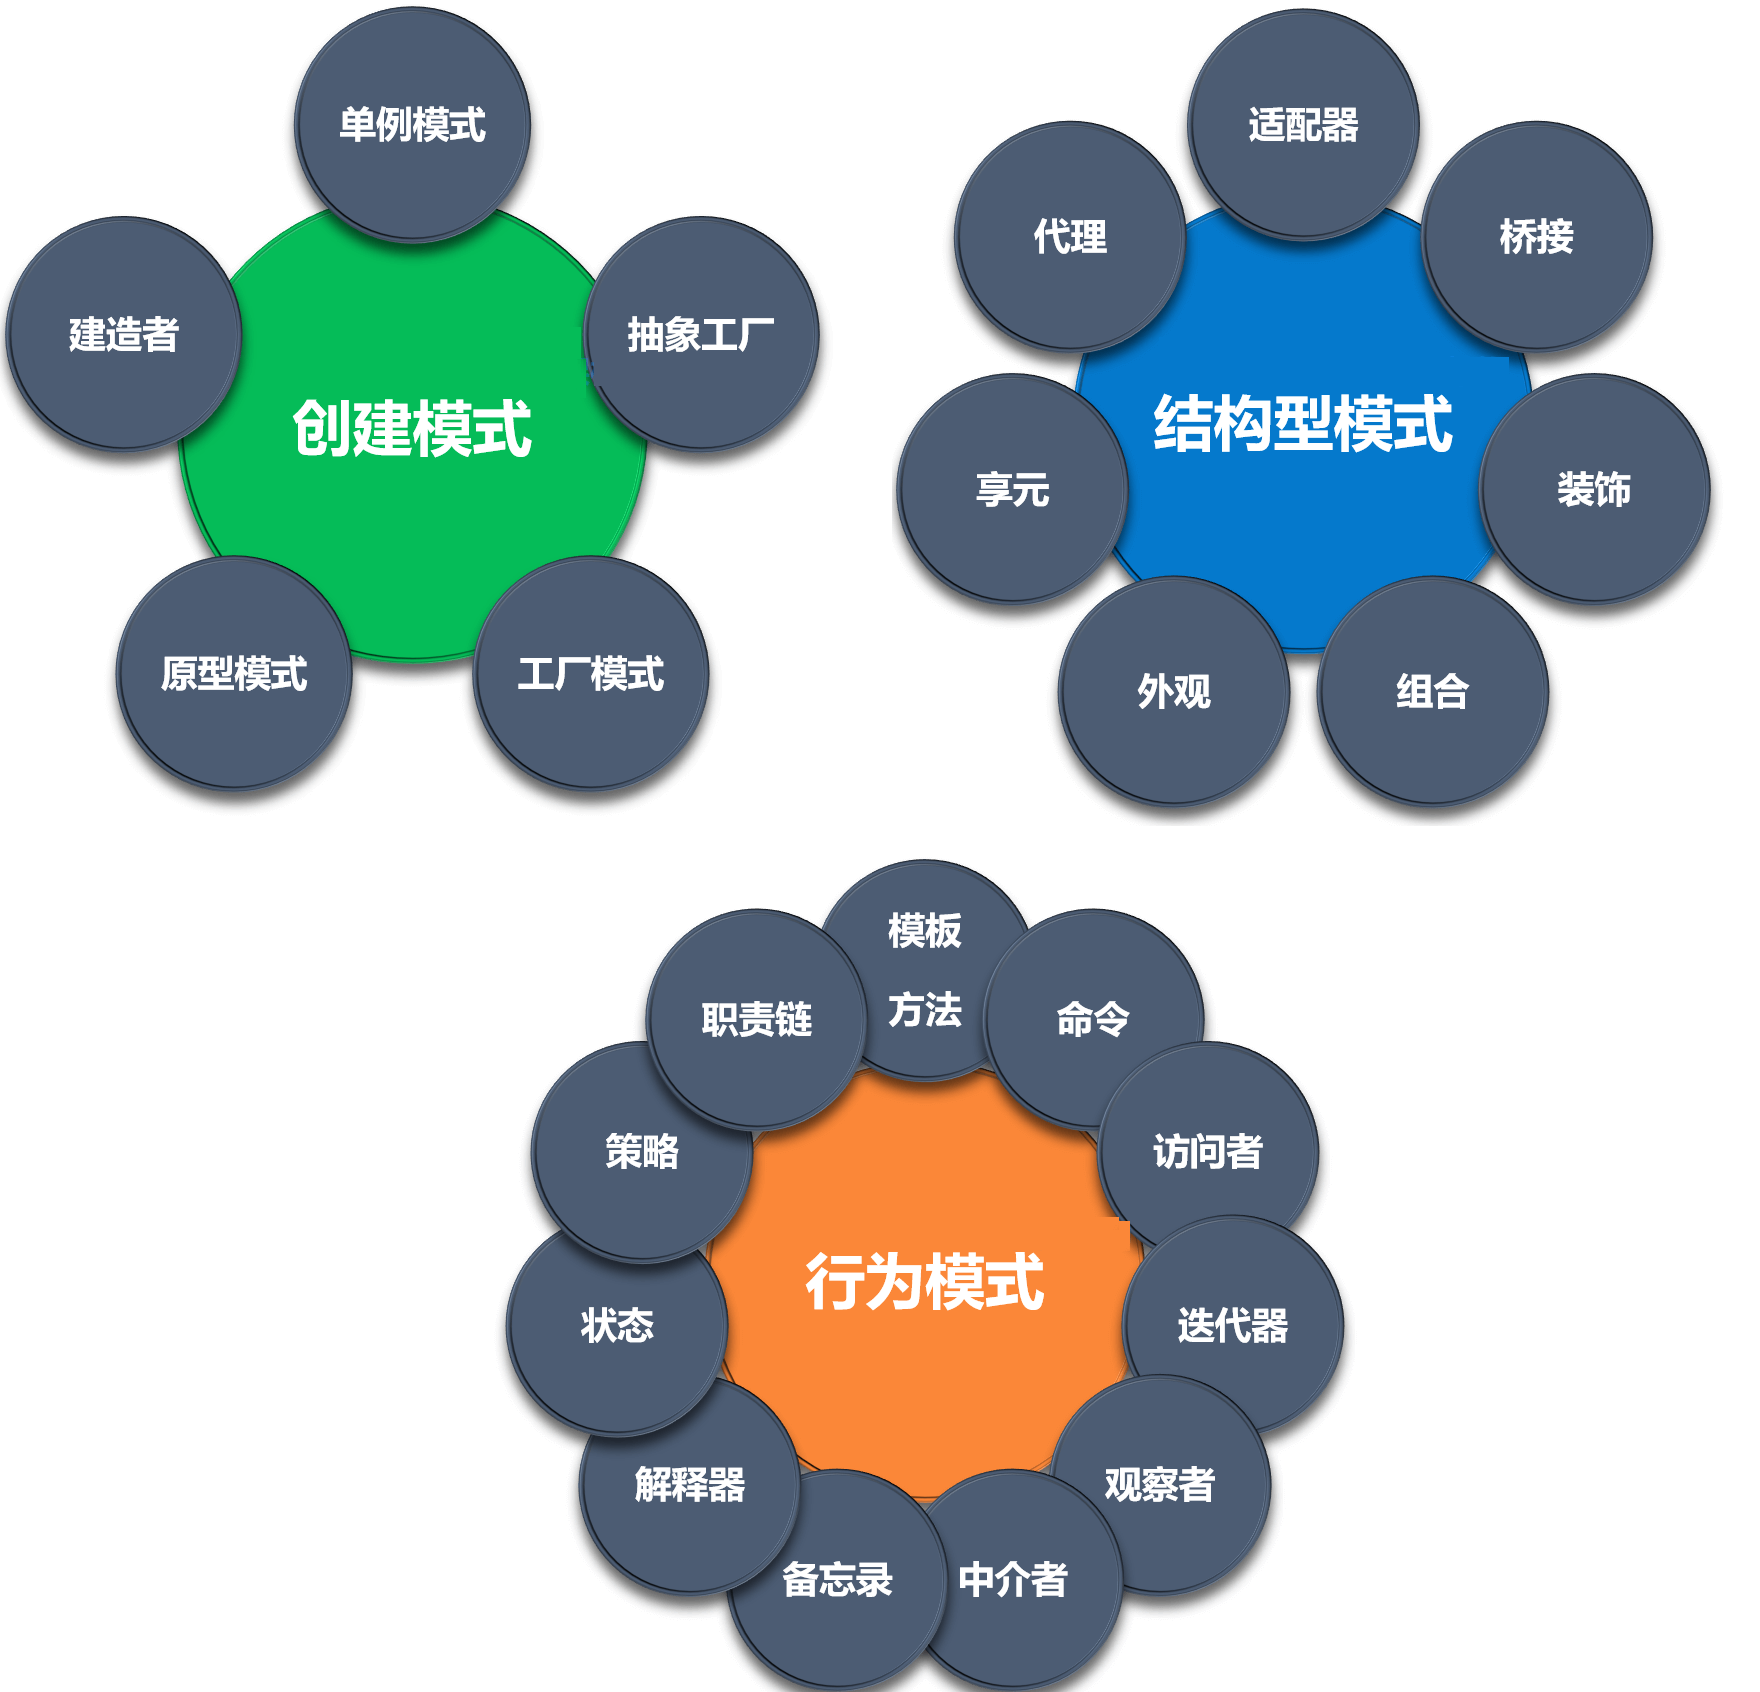 单例模式
建造者
抽象工厂
创建模式
原型模式
工厂模式
适配器
代理
桥接
结构型模式
享元
装饰
外观
组合
模板
方法
职责链
命令
策略
访问者
行为模式
状态
迭代器
解释器
观察者
备忘录
中介者